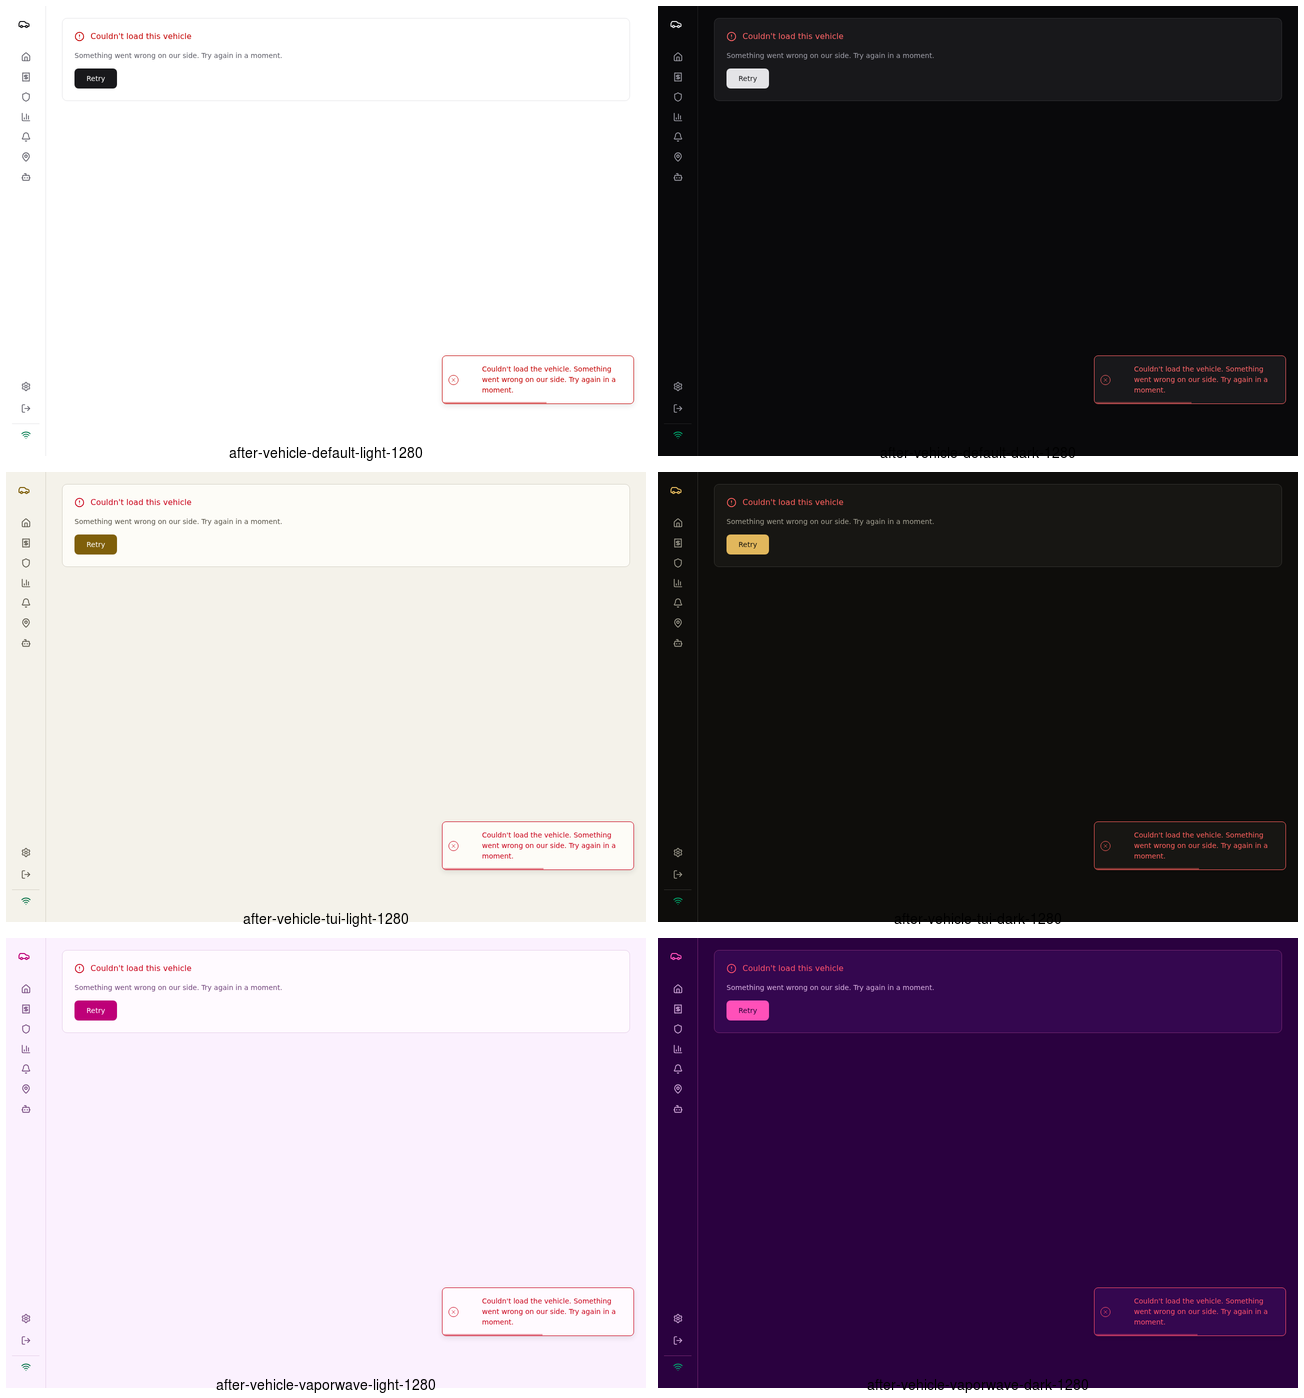 Couldn't load this vehicle
Something went wrong on our side. Try again in a moment.
Retry
Couldn't load the vehicle. Something
went wrong on our side. Try again in a
moment.
after-vehicle-default-light-1280
Couldn't load this vehicle
Something went wrong on our side. Try again in a moment.
Retry
Couldn't load the vehicle. Something
went wrong on our side. Try again in a
moment.
after-vehicle-default-dark-1280
Couldn't load this vehicle
Something went wrong on our side. Try again in a moment.
Retry
Couldn't load the vehicle. Something
went wrong on our side. Try again in a
moment.
after-vehicle-tui-light-1280
Couldn't load this vehicle
Something went wrong on our side. Try again in a moment.
Retry
Couldn't load the vehicle. Something
went wrong on our side. Try again in a
moment.
after-vehicle-tui-dark-1280
Couldn't load this vehicle
Something went wrong on our side. Try again in a moment.
Retry
Couldn't load the vehicle. Something
went wrong on our side. Try again in a
moment.
after-vehicle-vaporwave-light-1280
Couldn't load this vehicle
Something went wrong on our side. Try again in a moment.
Retry
Couldn't load the vehicle. Something
went wrong on our side. Try again in a
moment.
after-vehicle-vaporwave-dark-1280